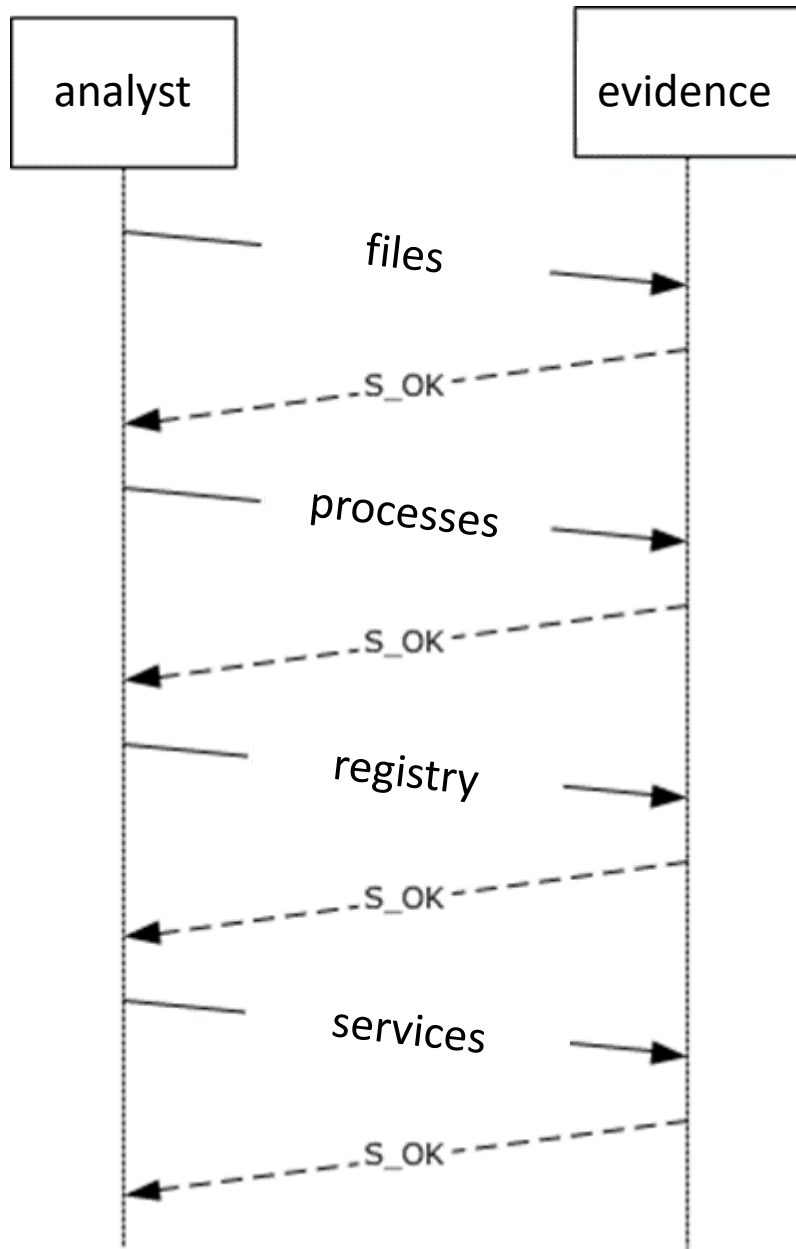 analyst
evidence
files
S_OK
processes
S_OK
registry
S_OK
services
S_OK